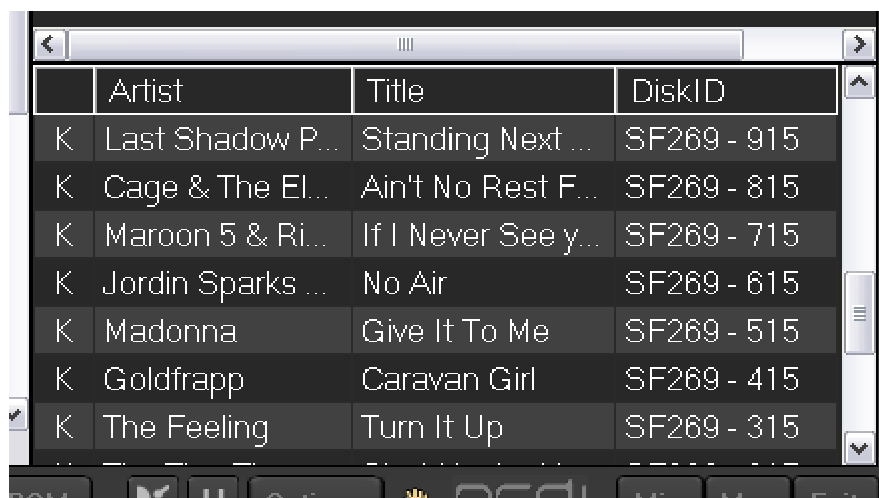 Artist Title DiskID
K Last Shadow P... Standing Next ... SF269 - 915
K Cage & The El... Ain't No Rest F... SF269 - 815
K Maroon 5 & Ri... If I Never See y... SF269 - 715
K Jordin Sparks ... No Air SF269 - 615
K Madonna Give It To Me SF269 - 515
K Goldfrapp Caravan Girl SF269 - 415
K The Feeling Turn It Up SF269 - 315